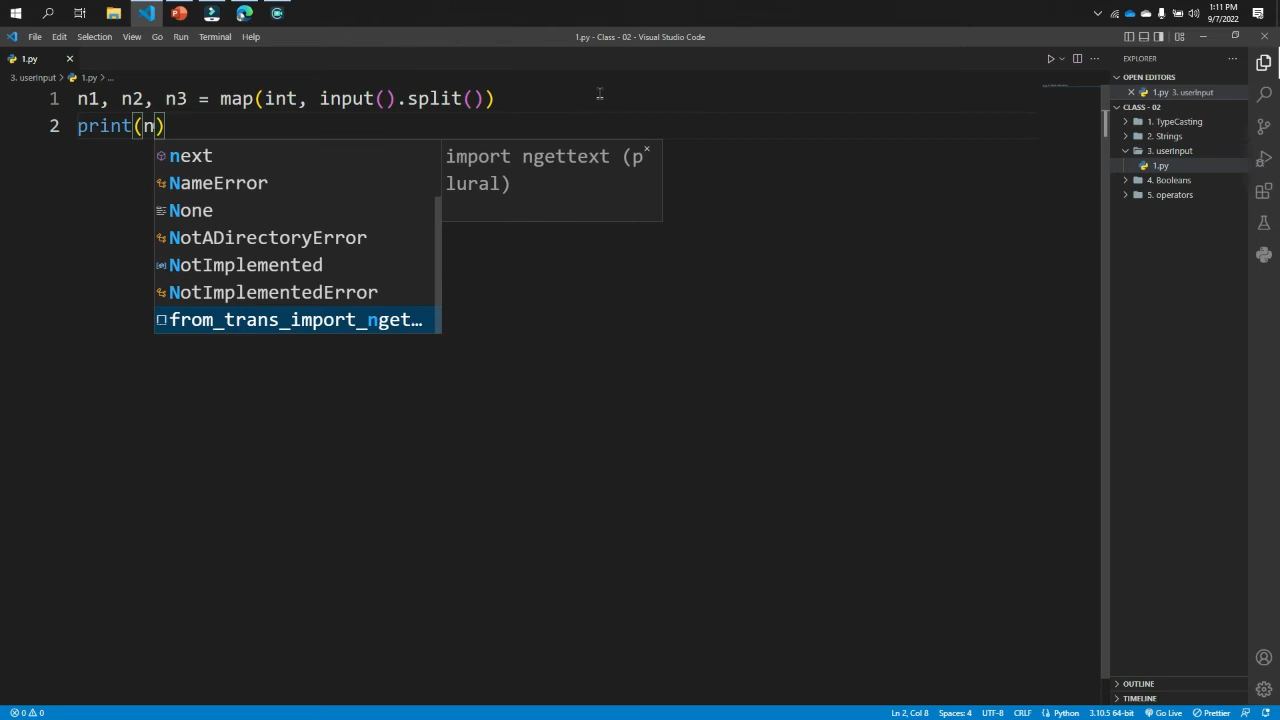 1:11 PM
9/7/2022
File Edit Selection View Go Run Terminal Help
1.py - Class - 02 - Visual Studio Code
1.py
3. userInput > 1.py > ...
1 n1, n2, n3 = map(int, input().split())
2 print(n)
next
NameError
None
NotADirectoryError
NotImplemented
NotImplementedError
from_trans_import_nget…
import ngettext (p
lural)
EXPLORER
OPEN EDITORS
1.py 3. userInput
CLASS - 02
1. TypeCasting
2. Strings
3. userInput
1.py
4. Booleans
5. operators
OUTLINE
TIMELINE
0 0
Ln 2, Col 8 Spaces: 4 UTF-8 CRLF Python 3.10.5 64-bit Go Live Prettier